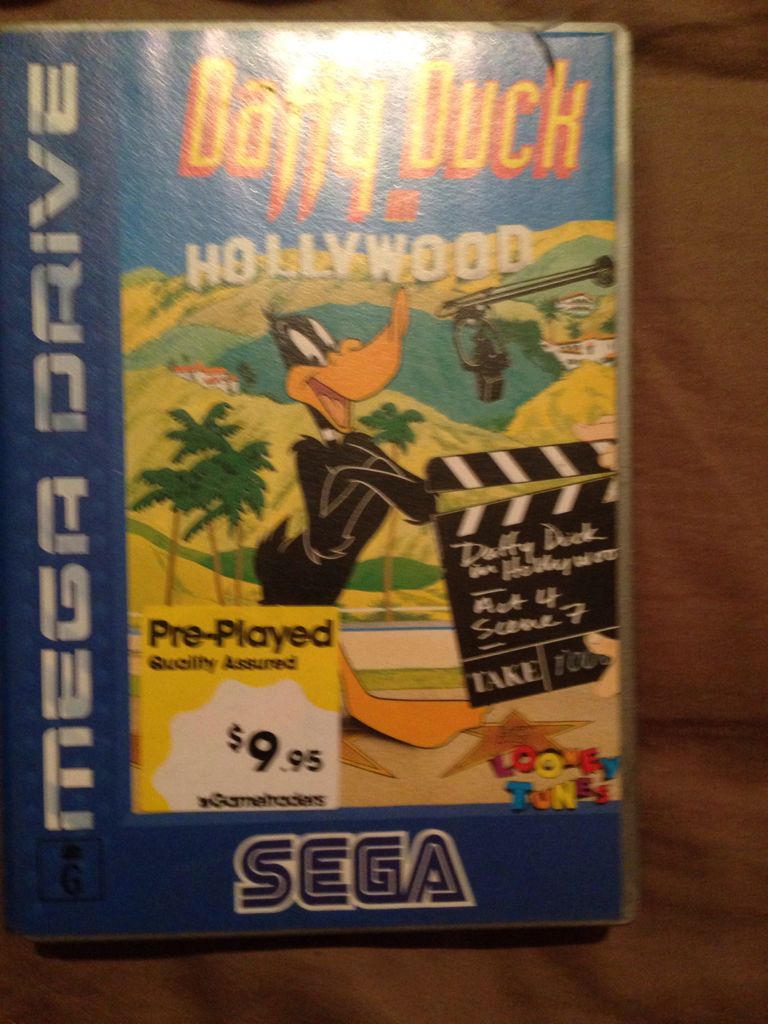 Daffy Duck
in
HOLLYWOOD
MEGA DRIVE
Daffy Duck
in Hollywood
Act 4
Scene 7
TAKE
Pre-Played
Quality Assured
$9.95
Gametraders
LOONEY
TUNES
G
SEGA